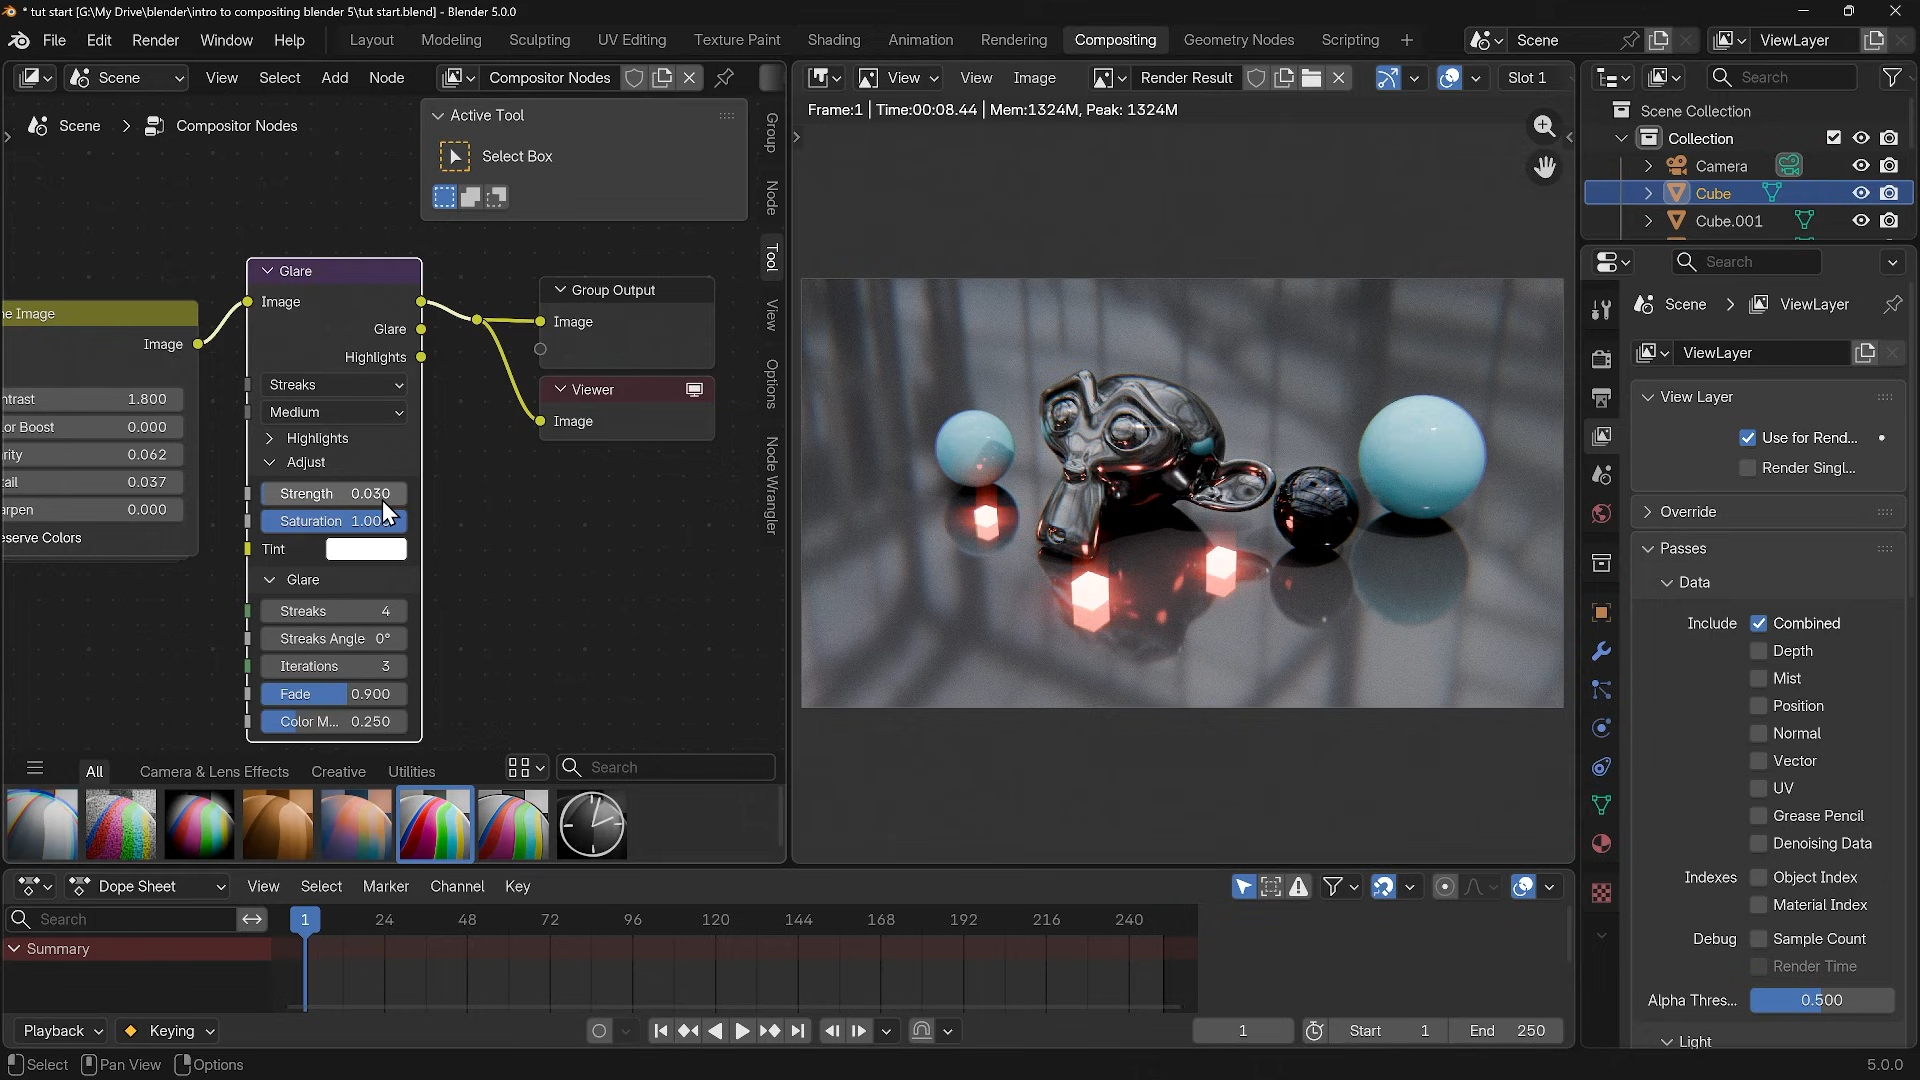 * tut start [G:\My Drive\blender\intro to compositing blender 5\tut start.blend] - Blender 5.0.0
File Edit Render Window Help Layout Modeling Sculpting UV Editing Texture Paint Shading Animation Rendering Compositing Geometry Nodes Scripting + Scene ViewLayer
Scene View Select Add Node Compositor Nodes
View View Image Render Result Slot 1
Search
Scene > Compositor Nodes
Active Tool
Select Box
Group
Node
Tool
View
Options
Node Wrangler
Frame:1 | Time:00:08.44 | Mem:1324M, Peak: 1324M
Scene Collection
Collection
Camera
Cube
Cube.001
Search
Scene > ViewLayer
ViewLayer
View Layer
Use for Rend...
Render Singl...
Override
Passes
Data
Include Combined
Depth
Mist
Position
Normal
Vector
UV
Grease Pencil
Denoising Data
Indexes Object Index
Material Index
Debug Sample Count
Render Time
Alpha Thres... 0.500
Light
ne Image
Image
ntrast 1.800
or Boost 0.000
rity 0.062
tail 0.037
arpen 0.000
eserve Colors
Glare
Image
Glare
Highlights
Streaks
Medium
Highlights
Adjust
Strength 0.030
Saturation 1.00
Tint
Glare
Streaks 4
Streaks Angle 0°
Iterations 3
Fade 0.900
Color M... 0.250
Group Output
Image
Viewer
Image
All Camera & Lens Effects Creative Utilities Search
Dope Sheet View Select Marker Channel Key
Search 1 24 48 72 96 120 144 168 192 216 240
Summary
Playback Keying 1 Start 1 End 250
Select Pan View Options 5.0.0